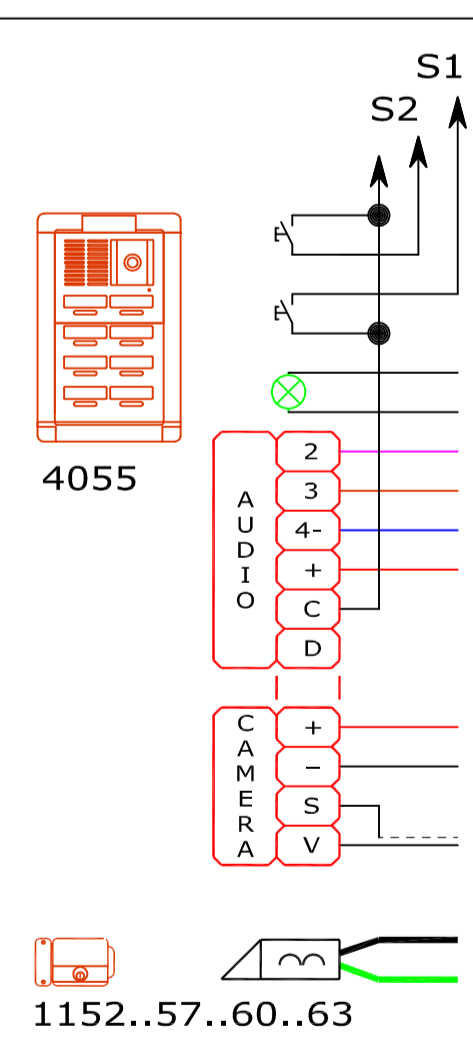 S1
S2
4055
AUDIO
2
3
4-
+
C
D
CAMERA
+
–
S
V
1152..57..60..63